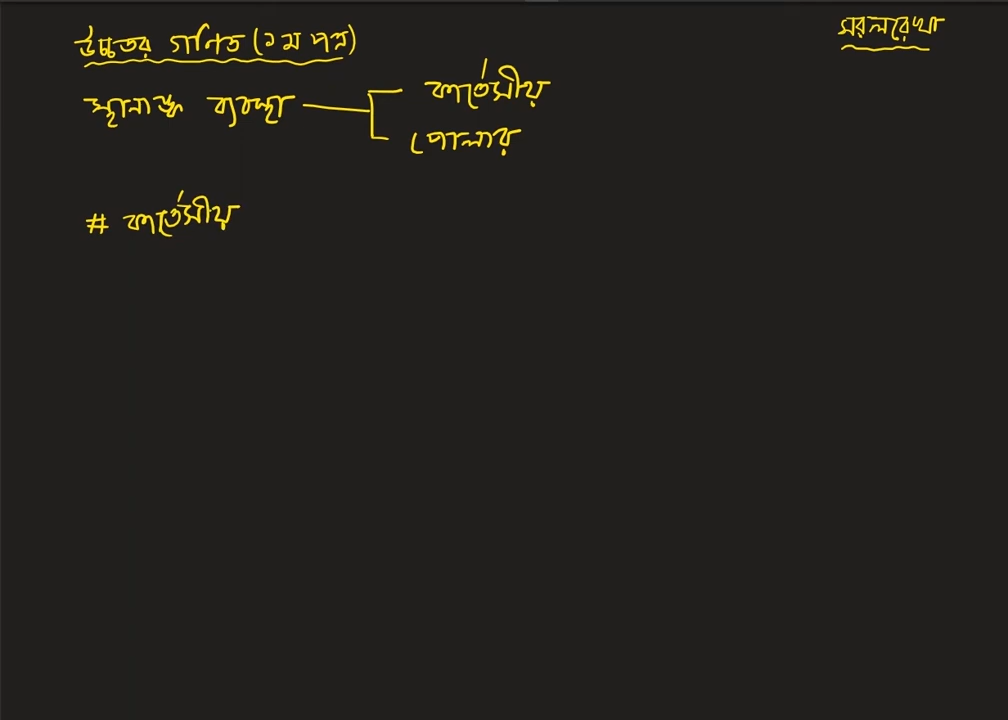 উচ্চতর গণিত (১ম পত্র)
সরলরেখা
স্থানাঙ্ক ব্যবস্থা
কার্তেসীয়
পোলার
# কার্তেসীয়